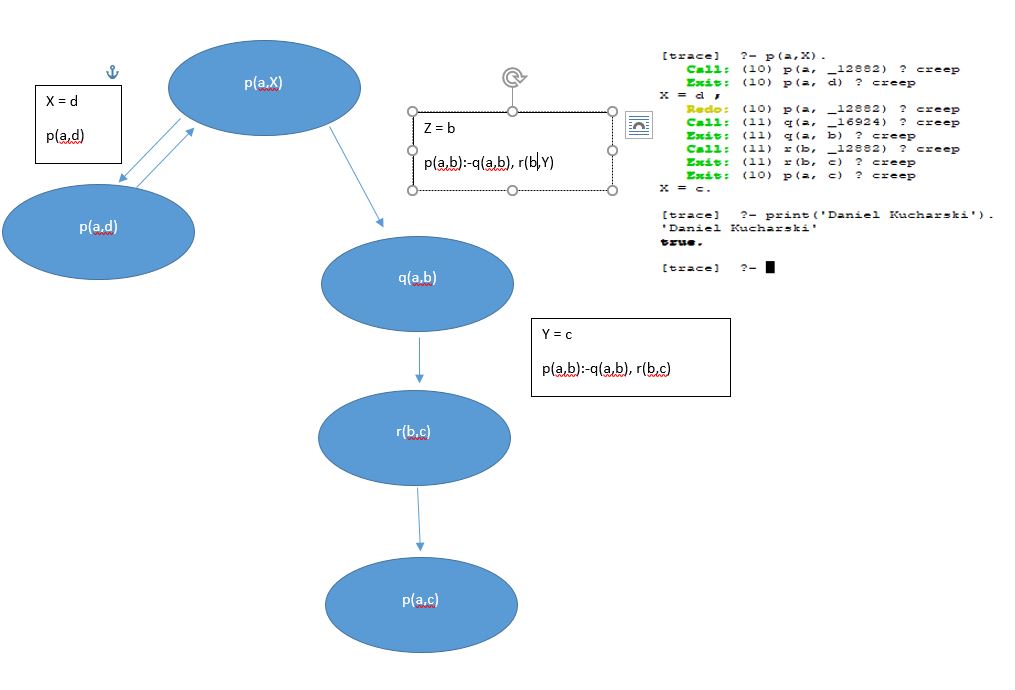 p(a,X)
X = d
p(a,d)
p(a,d)
Z = b
p(a,b):-q(a,b), r(b,Y)
q(a,b)
Y = c
p(a,b):-q(a,b), r(b,c)
r(b,c)
p(a,c)
[trace]  ?- p(a,X).
Call: (10) p(a, _12882) ? creep
Exit: (10) p(a, d) ? creep
X = d ;
Redo: (10) p(a, _12882) ? creep
Call: (11) q(a, _16924) ? creep
Exit: (11) q(a, b) ? creep
Call: (11) r(b, _12882) ? creep
Exit: (11) r(b, c) ? creep
Exit: (10) p(a, c) ? creep
X = c.
[trace]  ?- print('Daniel Kucharski').
'Daniel Kucharski'
true.
[trace]  ?-